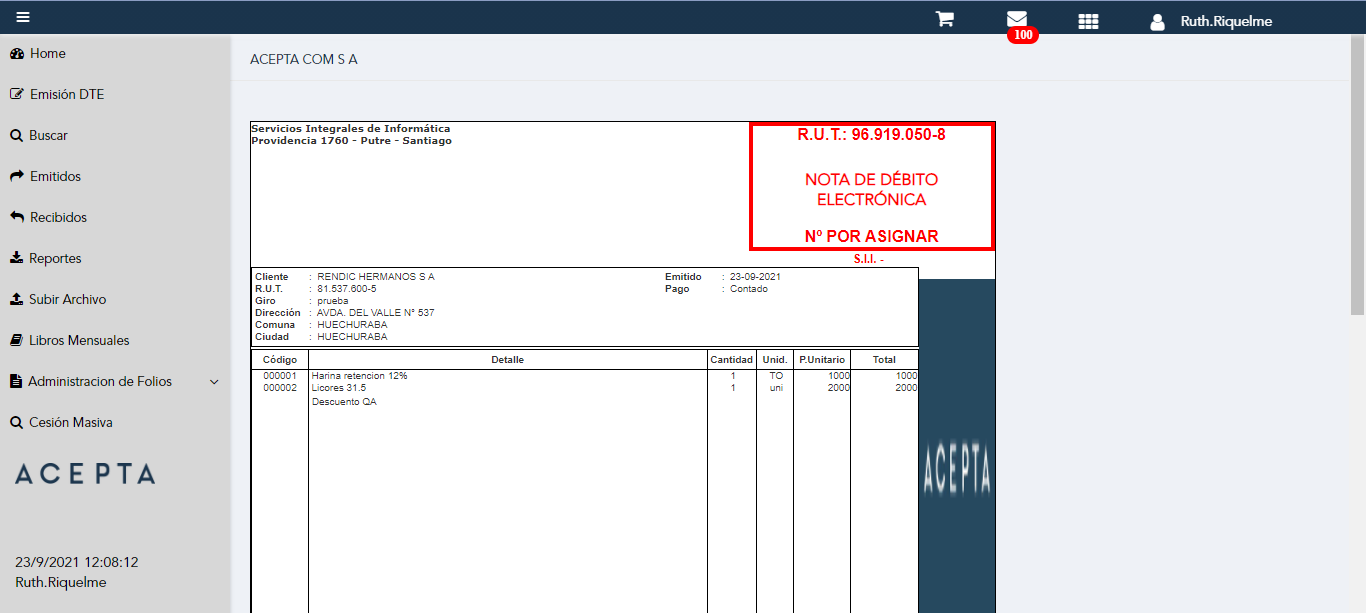 Ruth.Riquelme
100
Home
Emisión DTE
Buscar
Emitidos
Recibidos
Reportes
Subir Archivo
Libros Mensuales
Administracion de Folios
Cesión Masiva
ACEPTA
23/9/2021 12:08:12
Ruth.Riquelme
ACEPTA COM S A
Servicios Integrales de Informática
Providencia 1760 - Putre - Santiago
R.U.T.: 96.919.050-8
NOTA DE DÉBITO
ELECTRÓNICA
Nº POR ASIGNAR
S.I.I. -
Cliente : RENDIC HERMANOS S A Emitido : 23-09-2021
R.U.T. : 81.537.600-5 Pago : Contado
Giro : prueba
Dirección : AVDA. DEL VALLE N° 537
Comuna : HUECHURABA
Ciudad : HUECHURABA
Código Detalle Cantidad Unid. P.Unitario Total
000001 Harina retencion 12% 1 TO 1000 1000
000002 Licores 31.5 1 uni 2000 2000
Descuento QA
ACEPTA